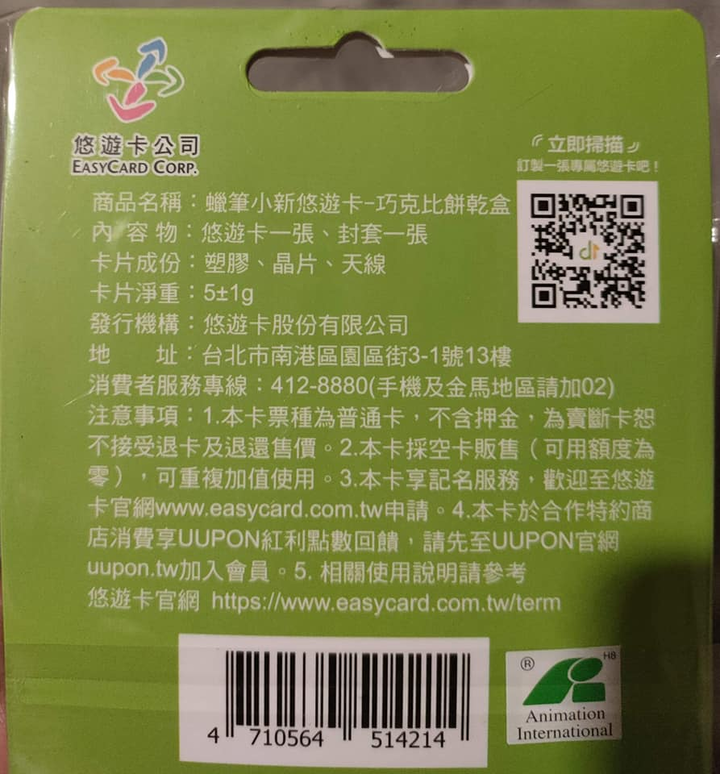 悠遊卡公司
EASYCARD CORP.
立即掃描
訂製一張專屬悠遊卡吧！
商品名稱：蠟筆小新悠遊卡-巧克比餅乾盒
內 容 物：悠遊卡一張、封套一張
卡片成份：塑膠、晶片、天線
卡片淨重：5±1g
發行機構：悠遊卡股份有限公司
地　　址：台北市南港區園區街3-1號13樓
消費者服務專線：412-8880(手機及金馬地區請加02)
注意事項：1.本卡票種為普通卡，不含押金，為賣斷卡恕
不接受退卡及退還售價。2.本卡採空卡販售（可用額度為
零），可重複加值使用。3.本卡享記名服務，歡迎至悠遊
卡官網www.easycard.com.tw申請。4.本卡於合作特約商
店消費享UUPON紅利點數回饋，請先至UUPON官網
uupon.tw加入會員。5. 相關使用說明請參考
悠遊卡官網 https://www.easycard.com.tw/term
4 710564 514214
® H8
Animation
International